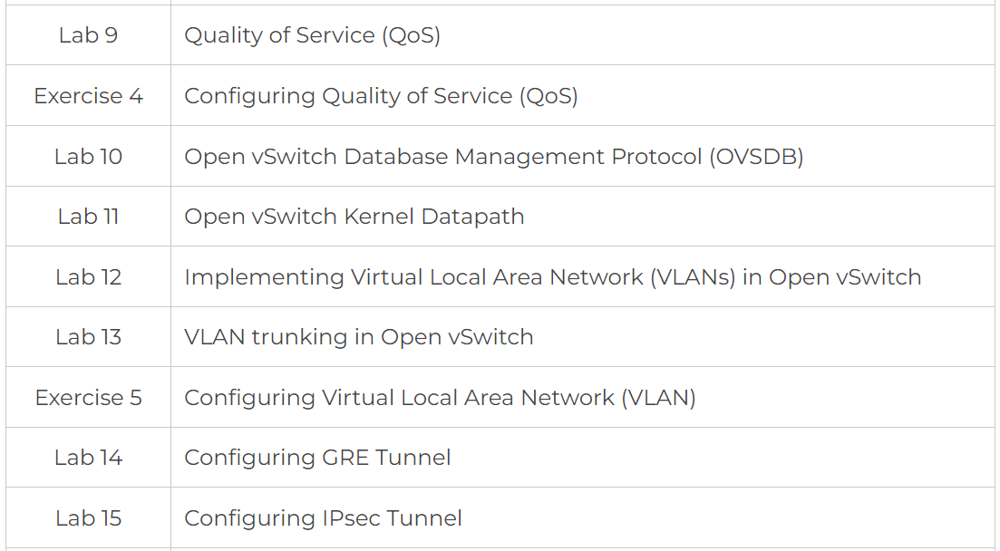 Lab 9 Quality of Service (QoS)
Exercise 4 Configuring Quality of Service (QoS)
Lab 10 Open vSwitch Database Management Protocol (OVSDB)
Lab 11 Open vSwitch Kernel Datapath
Lab 12 Implementing Virtual Local Area Network (VLANs) in Open vSwitch
Lab 13 VLAN trunking in Open vSwitch
Exercise 5 Configuring Virtual Local Area Network (VLAN)
Lab 14 Configuring GRE Tunnel
Lab 15 Configuring IPsec Tunnel